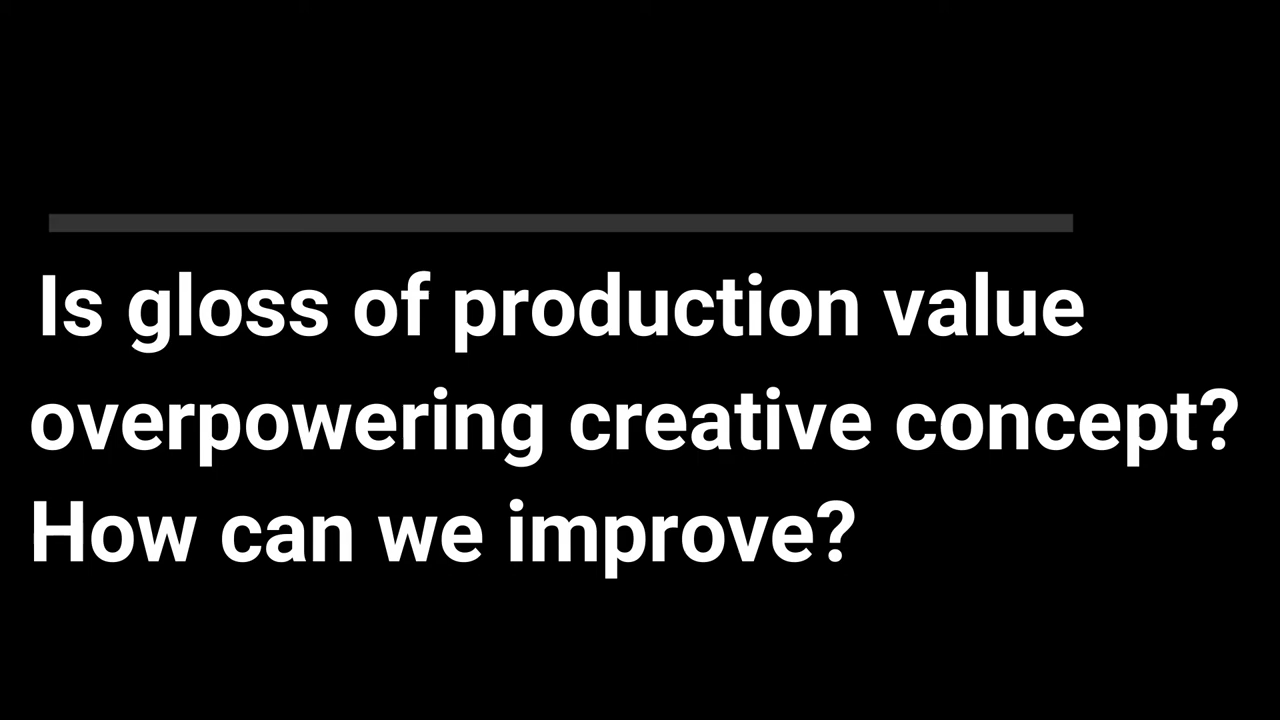 Is gloss of production value
overpowering creative concept?
How can we improve?